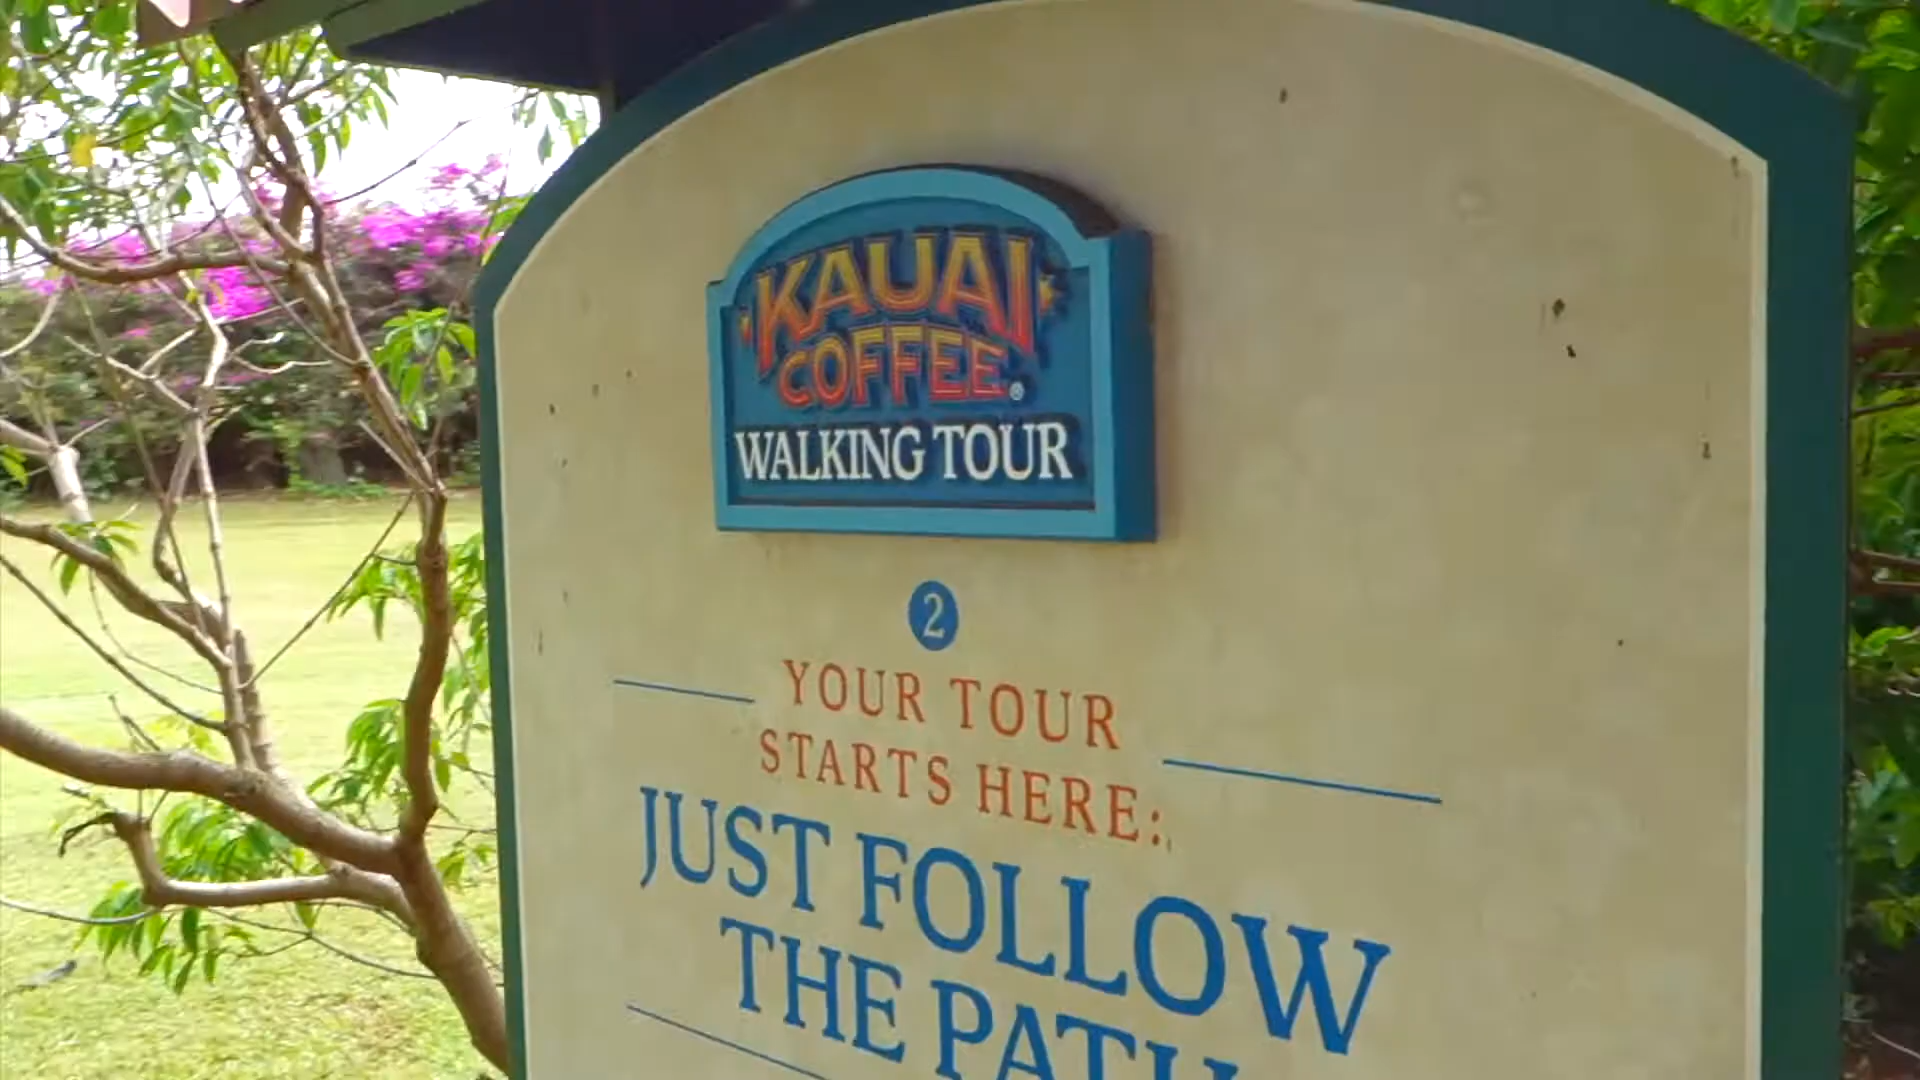 KAUAI
COFFEE®
WALKING TOUR
2
YOUR TOUR
STARTS HERE:
JUST FOLLOW
THE PATH